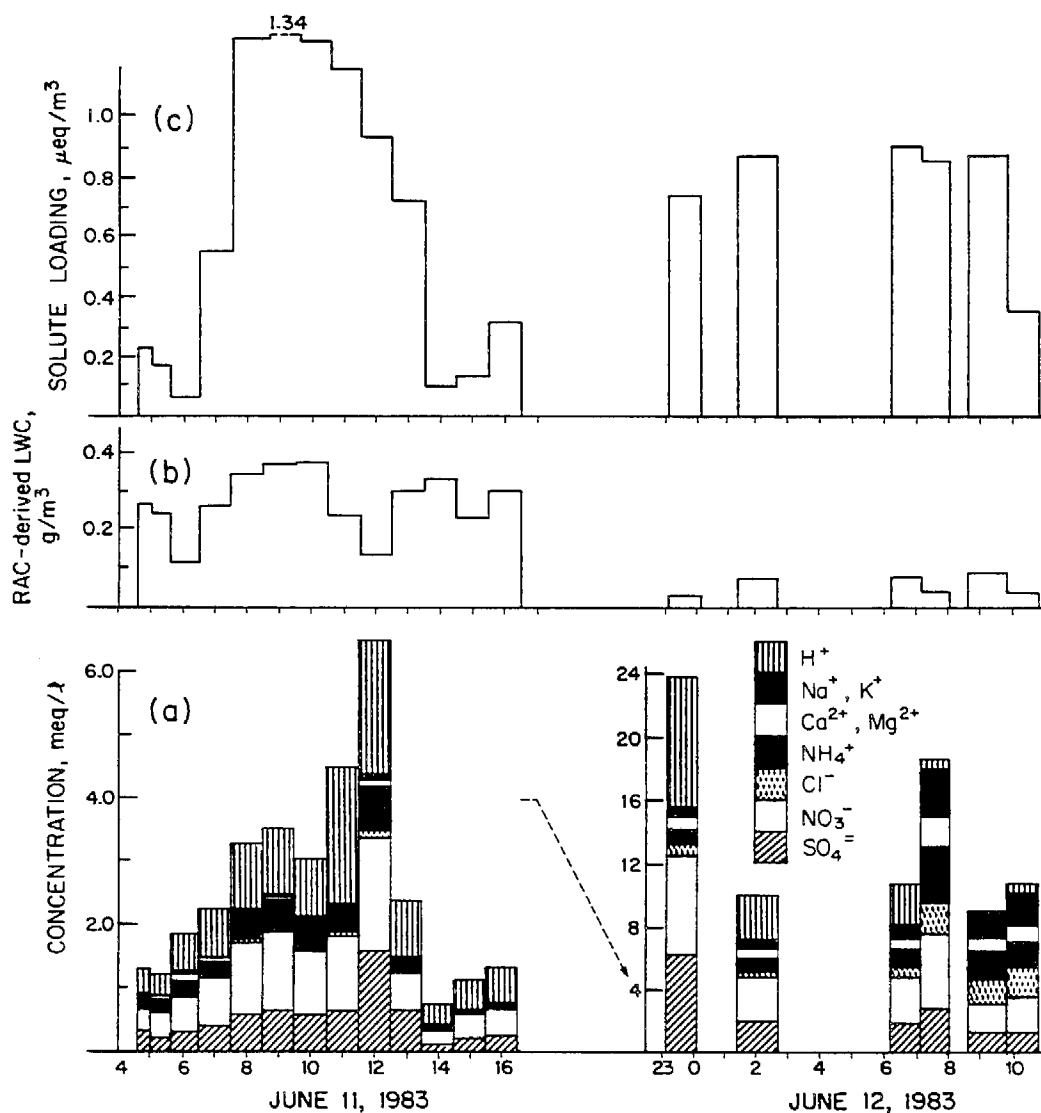 1.34
(c)
SOLUTE LOADING, μeq/m³
1.0
0.8
0.6
0.4
0.2
(b)
RAC-derived LWC,
g/m³
0.4
0.2
(a)
CONCENTRATION, meq/ℓ
6.0
4.0
2.0
24
20
16
12
8
4
H⁺
Na⁺, K⁺
Ca²⁺, Mg²⁺
NH₄⁺
Cl⁻
NO₃⁻
SO₄⁼
4 6 8 10 12 14 16
23 0 2 4 6 8 10
JUNE 11, 1983
JUNE 12, 1983